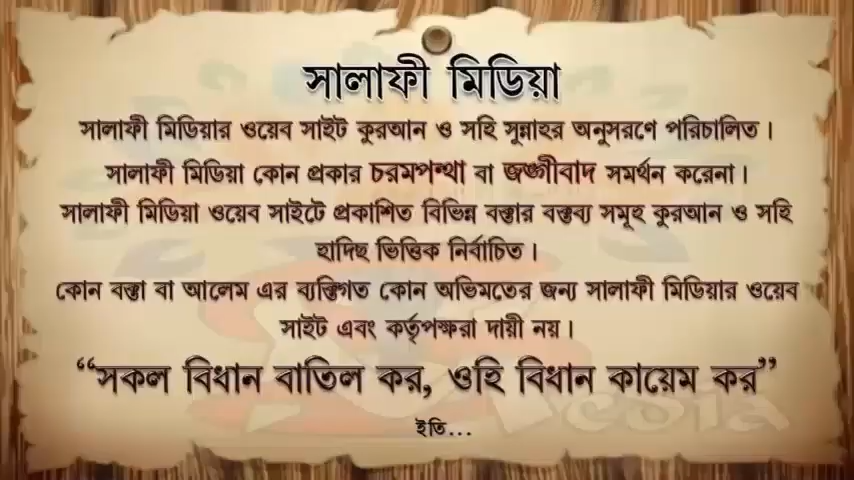 সালাফী মিডিয়া
সালাফী মিডিয়ার ওয়েব সাইট কুরআন ও সহি সুন্নাহর অনুসরণে পরিচালিত।
সালাফী মিডিয়া কোন প্রকার চরমপন্থা বা জঙ্গীবাদ সমর্থন করেনা।
সালাফী মিডিয়া ওয়েব সাইটে প্রকাশিত বিভিন্ন বক্তার বক্তব্য সমূহ কুরআন ও সহি
হাদিছ ভিত্তিক নির্বাচিত।
কোন বক্তা বা আলেম এর ব্যক্তিগত কোন অভিমতের জন্য সালাফী মিডিয়ার ওয়েব
সাইট এবং কর্তৃপক্ষরা দায়ী নয়।
“সকল বিধান বাতিল কর, ওহি বিধান কায়েম কর”
ইতি...